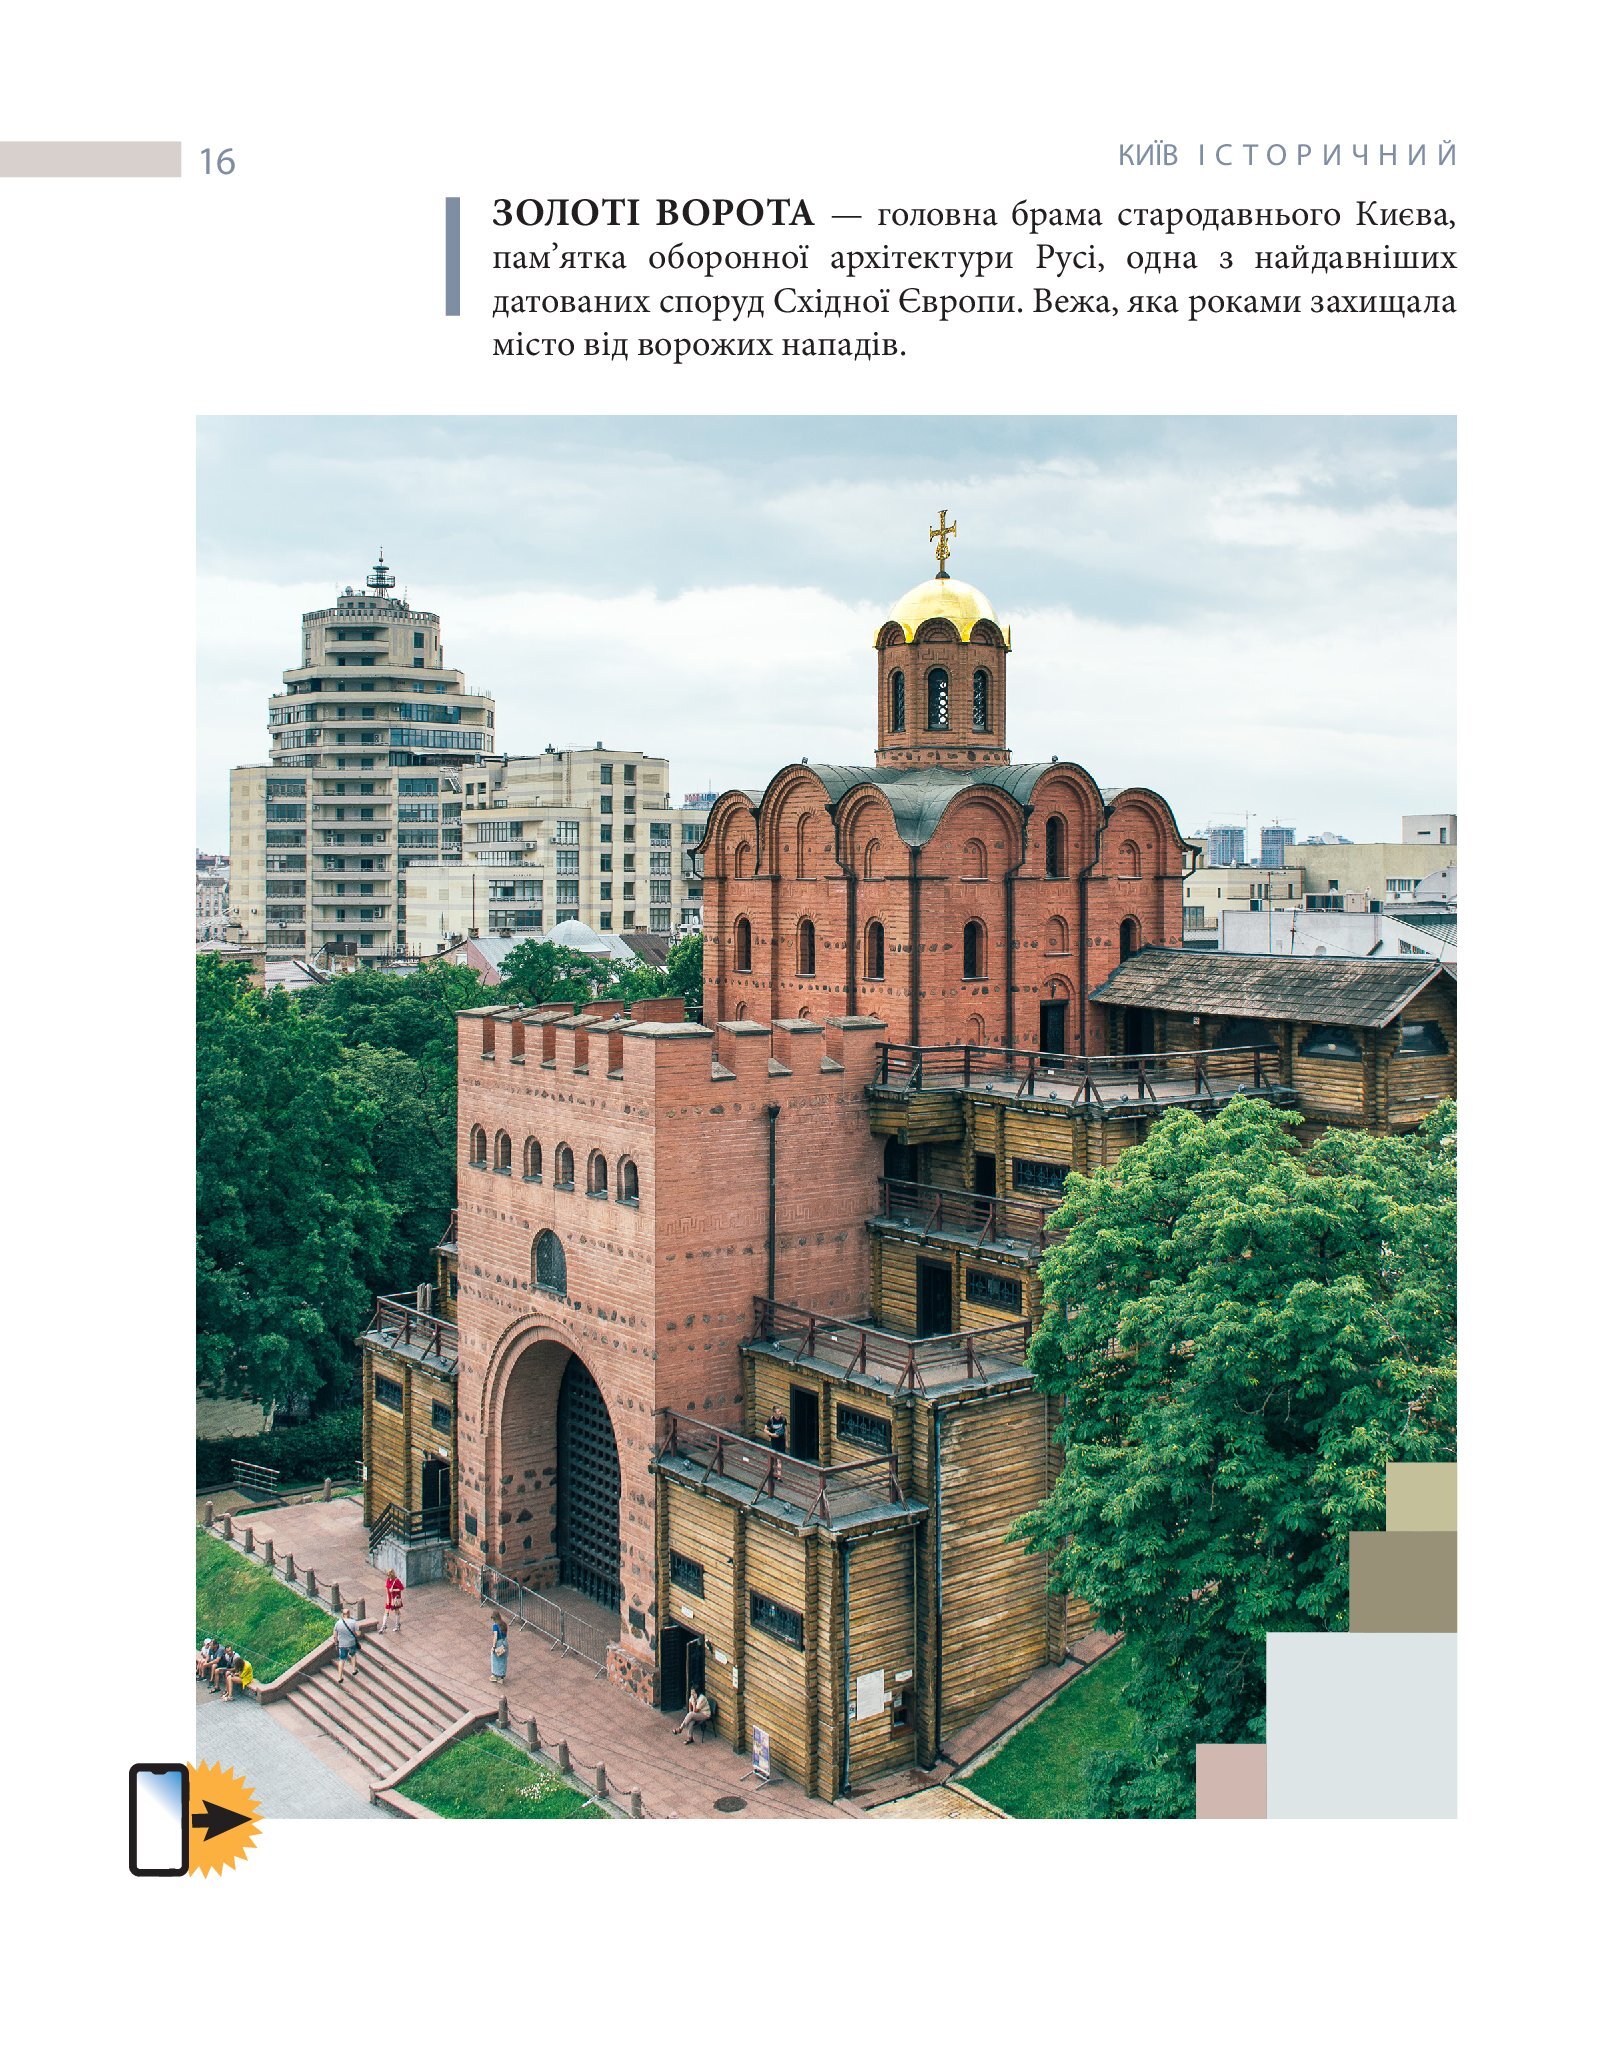 16
КИЇВ ІСТОРИЧНИЙ
ЗОЛОТІ ВОРОТА — головна брама стародавнього Києва,
пам’ятка оборонної архітектури Русі, одна з найдавніших
датованих споруд Східної Європи. Вежа, яка роками захищала
місто від ворожих нападів.